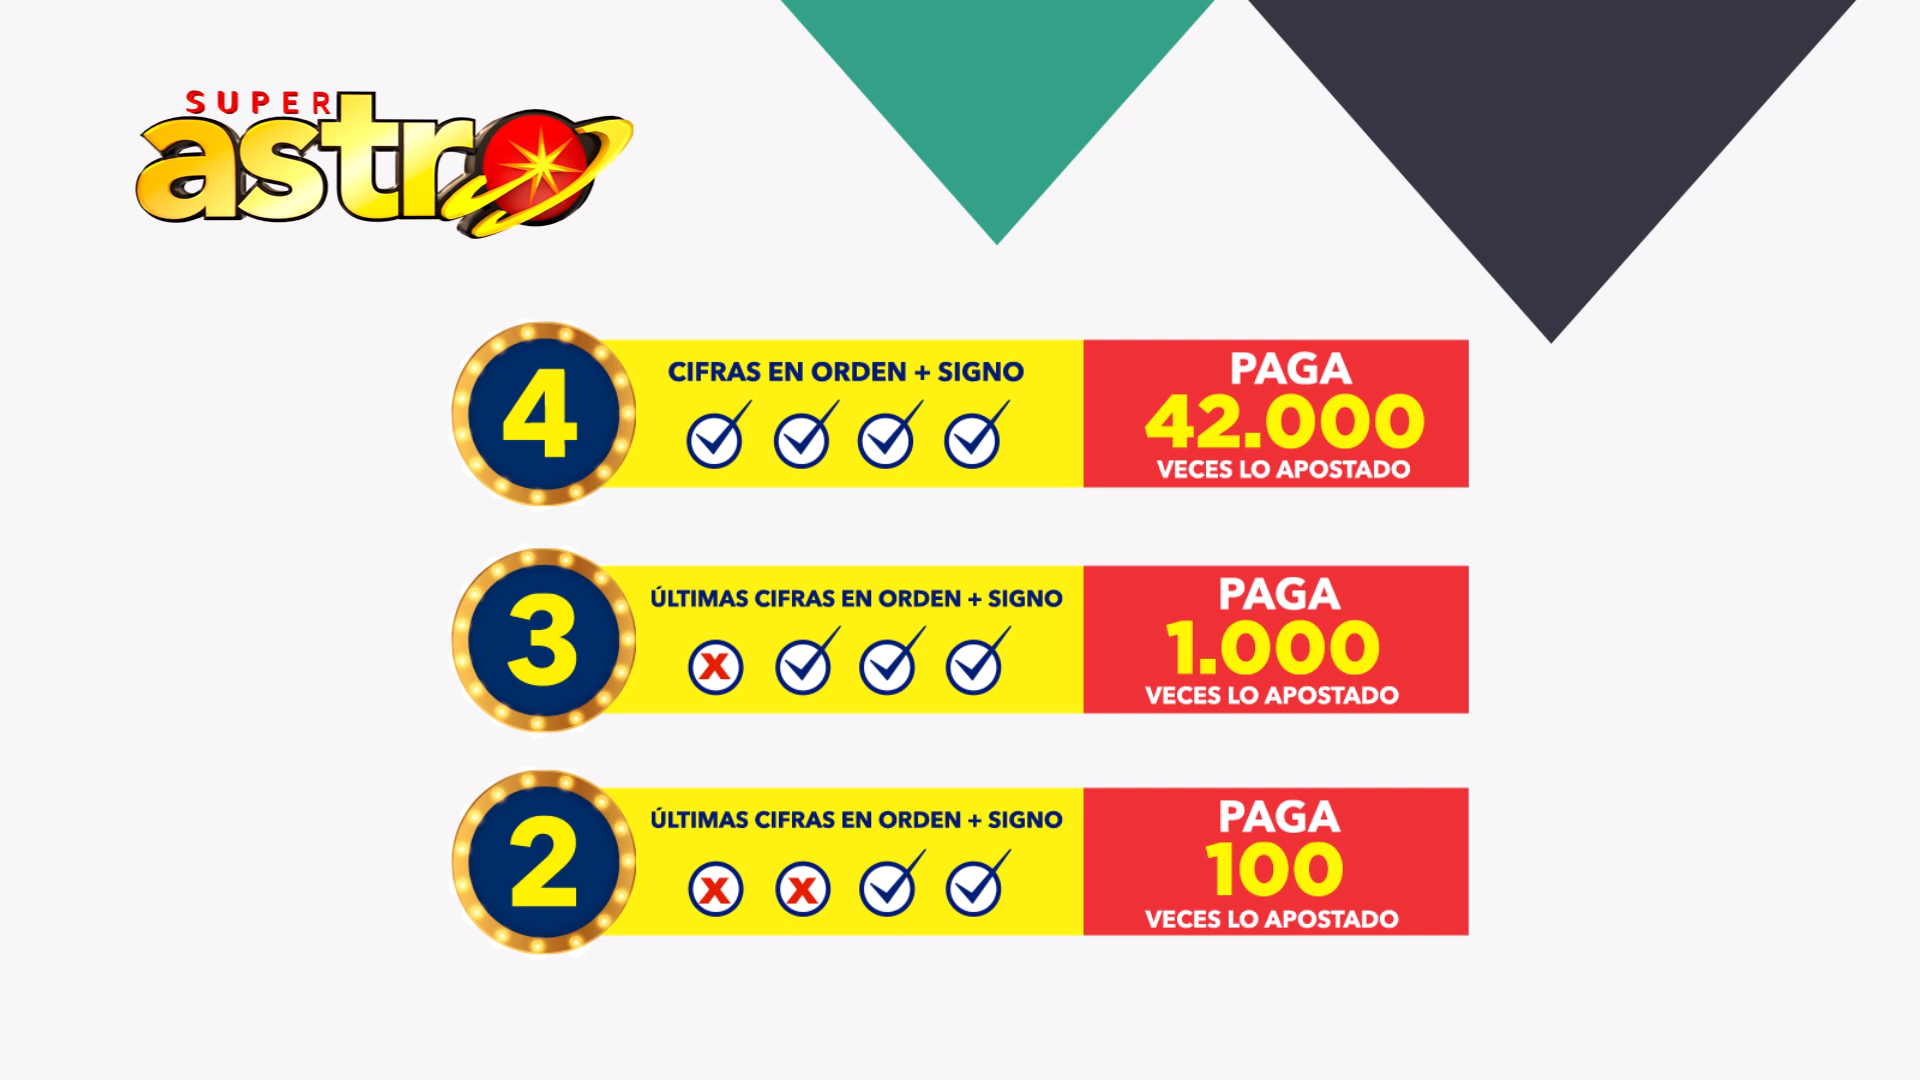 SUPER
astro
4
CIFRAS EN ORDEN + SIGNO
PAGA
42.000
VECES LO APOSTADO
3
ÚLTIMAS CIFRAS EN ORDEN + SIGNO
X
PAGA
1.000
VECES LO APOSTADO
2
ÚLTIMAS CIFRAS EN ORDEN + SIGNO
X X
PAGA
100
VECES LO APOSTADO